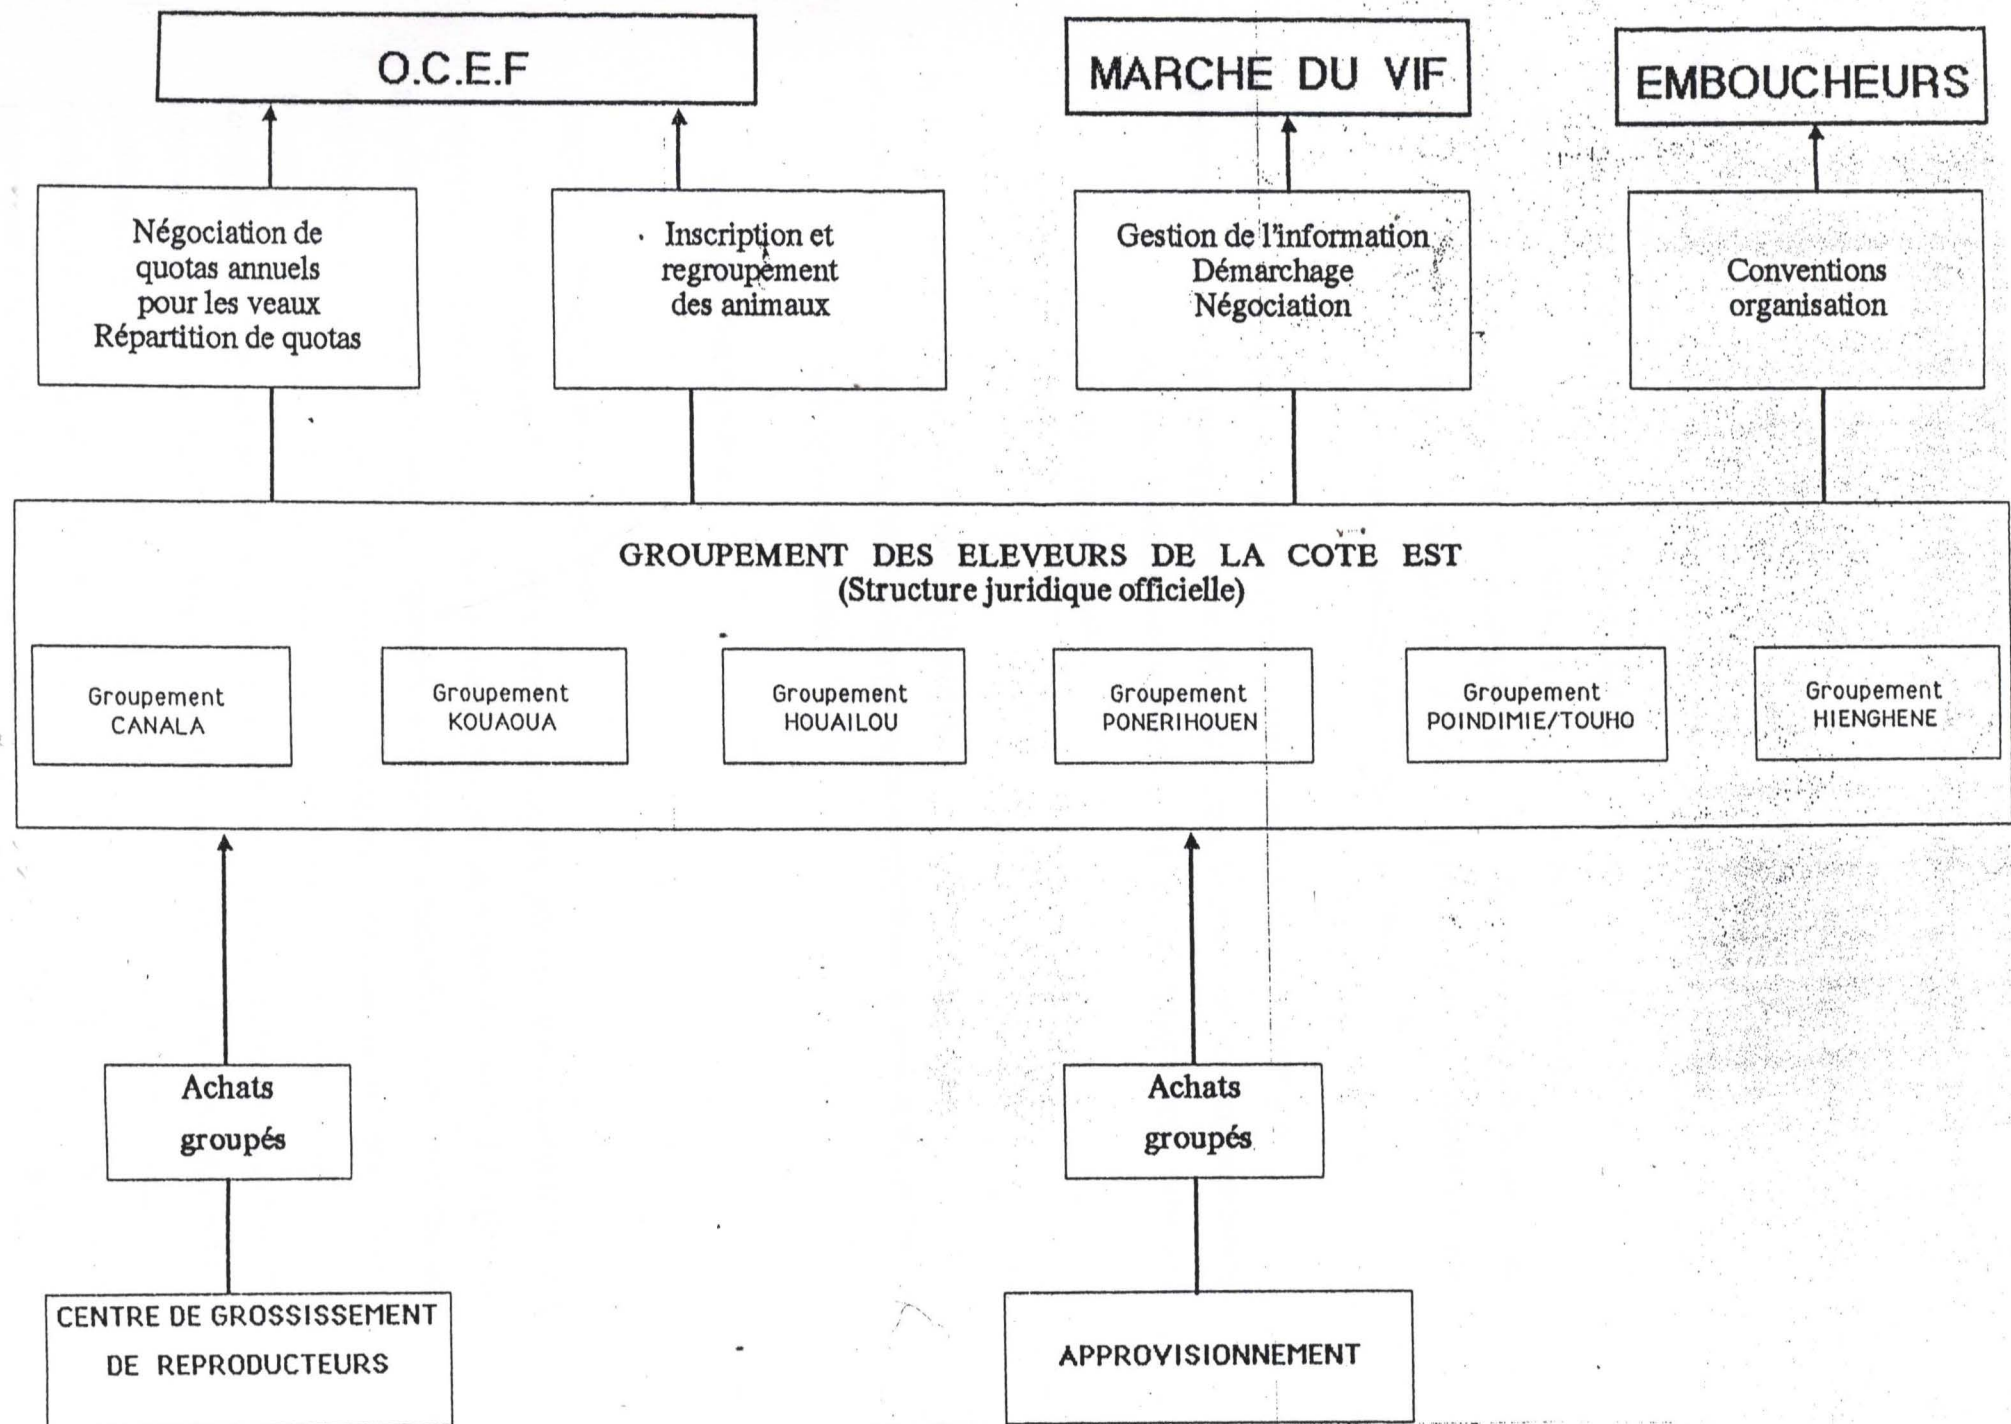 O.C.E.F
MARCHE DU VIF
EMBOUCHEURS
Négociation de
quotas annuels
pour les veaux
Répartition de quotas
Inscription et
regroupement
des animaux
Gestion de l'information
Démarchage
Négociation
Conventions
organisation
GROUPEMENT DES ELEVEURS DE LA COTE EST
(Structure juridique officielle)
Groupement
CANALA
Groupement
KOUAOUA
Groupement
HOUAILOU
Groupement
PONERIHOUEN
Groupement
POINDIMIE/TOUHO
Groupement
HIENGHENE
Achats
groupés
Achats
groupés
CENTRE DE GROSSISSEMENT
DE REPRODUCTEURS
APPROVISIONNEMENT